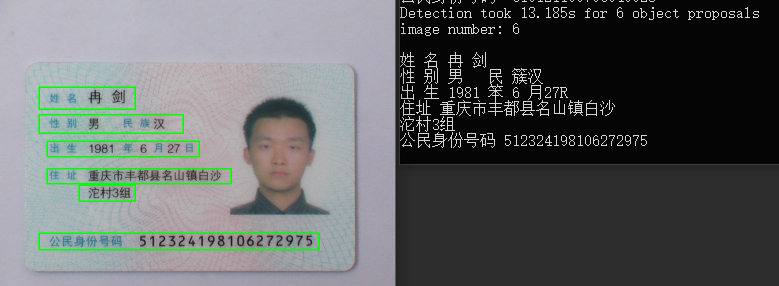 姓名 冉剑
性别 男 民族 汉
出生 1981 年 6 月 27 日
住址 重庆市丰都县名山镇白沙
沱村3组
公民身份号码 512324198106272975
Detection took 13.185s for 6 object proposals
image number: 6
姓 名 冉 剑
性 别 男 民 簇汉
出 生 1981 笨 6 月27R
住址 重庆市丰都县名山镇白沙
沱村3组
公民身份号码 512324198106272975